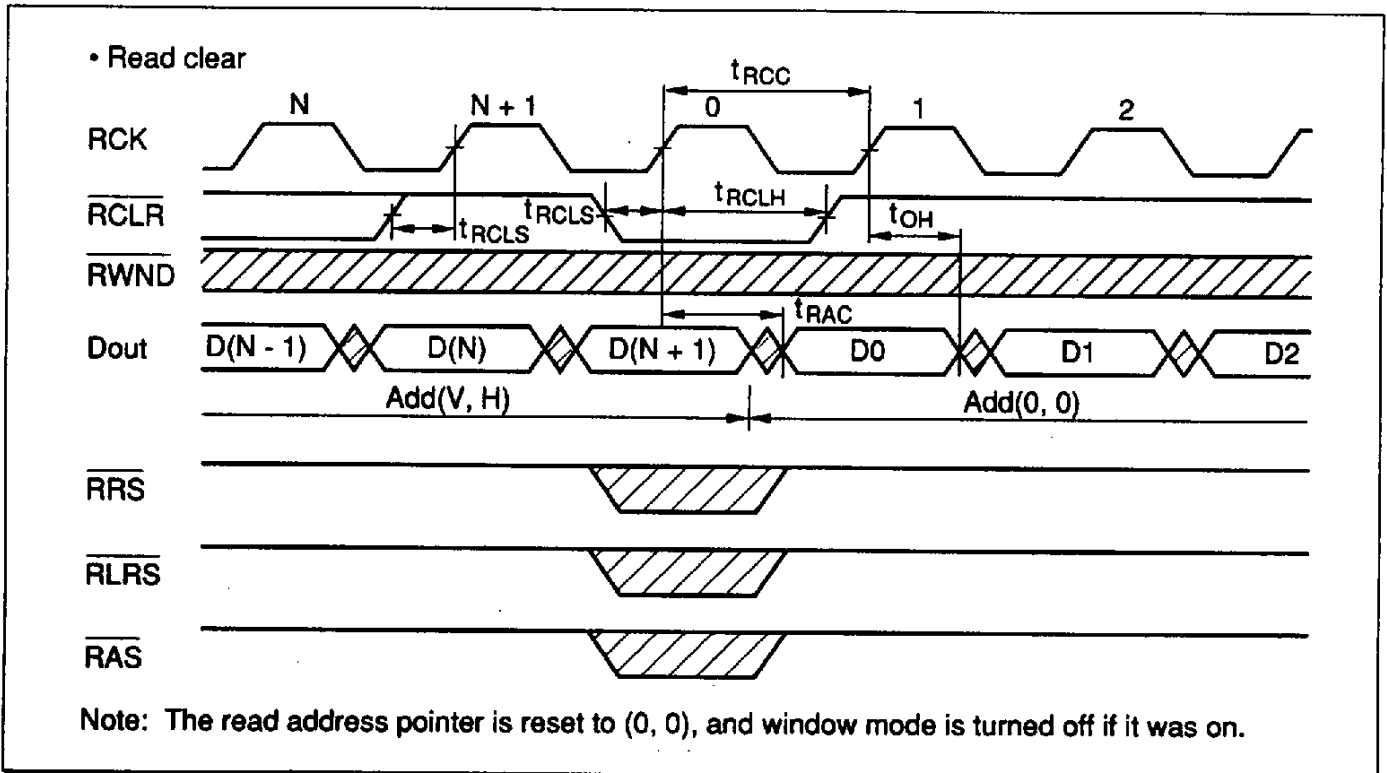 • Read clear
tRCC
N
N + 1
0
1
2
RCK
RCLR
tRCLS
tRCLS
tRCLH
tOH
RWND
tRAC
Dout
D(N - 1)
D(N)
D(N + 1)
D0
D1
D2
Add(V, H)
Add(0, 0)
RRS
RLRS
RAS
Note: The read address pointer is reset to (0, 0), and window mode is turned off if it was on.